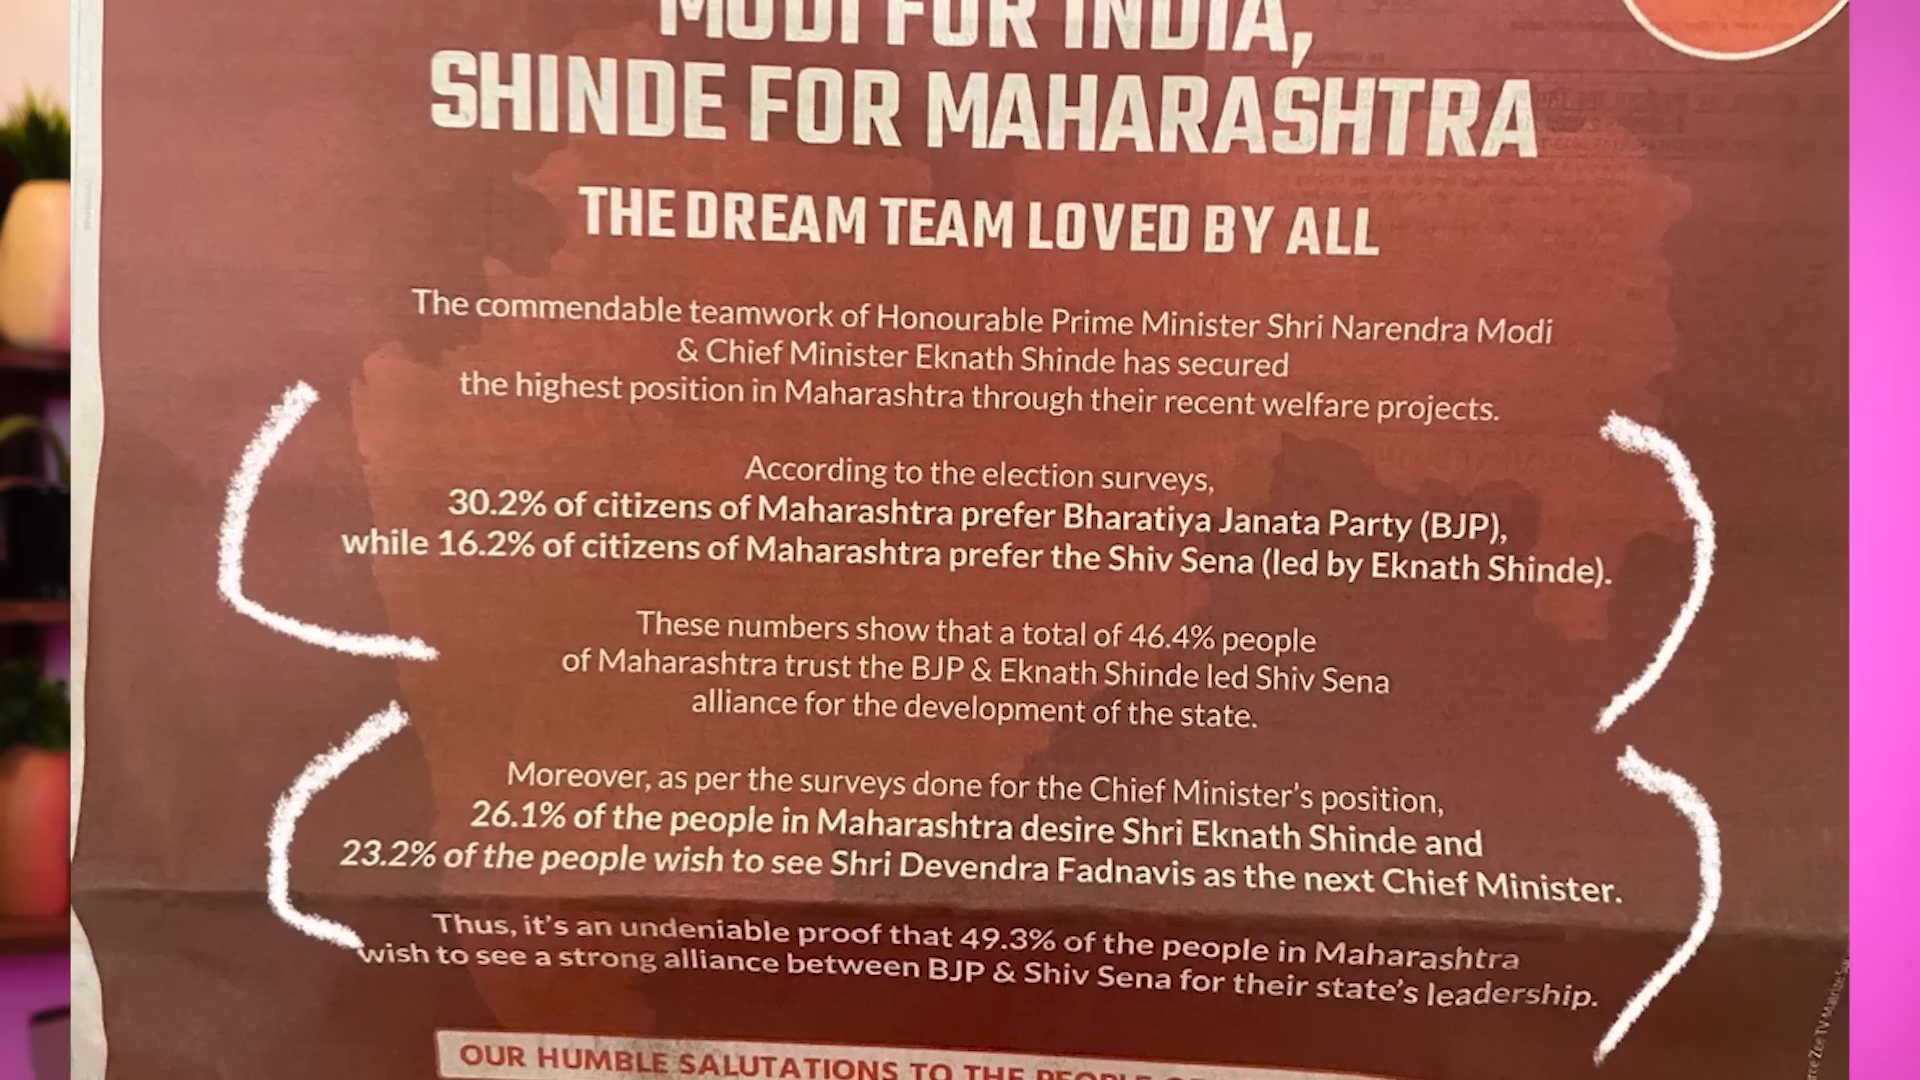 MODI FOR INDIA,
SHINDE FOR MAHARASHTRA
THE DREAM TEAM LOVED BY ALL
The commendable teamwork of Honourable Prime Minister Shri Narendra Modi
& Chief Minister Eknath Shinde has secured
the highest position in Maharashtra through their recent welfare projects.
According to the election surveys,
30.2% of citizens of Maharashtra prefer Bharatiya Janata Party (BJP),
while 16.2% of citizens of Maharashtra prefer the Shiv Sena (led by Eknath Shinde).
These numbers show that a total of 46.4% people
of Maharashtra trust the BJP & Eknath Shinde led Shiv Sena
alliance for the development of the state.
Moreover, as per the surveys done for the Chief Minister's position,
26.1% of the people in Maharashtra desire Shri Eknath Shinde and
23.2% of the people wish to see Shri Devendra Fadnavis as the next Chief Minister.
Thus, it's an undeniable proof that 49.3% of the people in Maharashtra
wish to see a strong alliance between BJP & Shiv Sena for their state's leadership.
OUR HUMBLE SALUTATIONS TO THE PEOPLE
Zee TV-Matrize